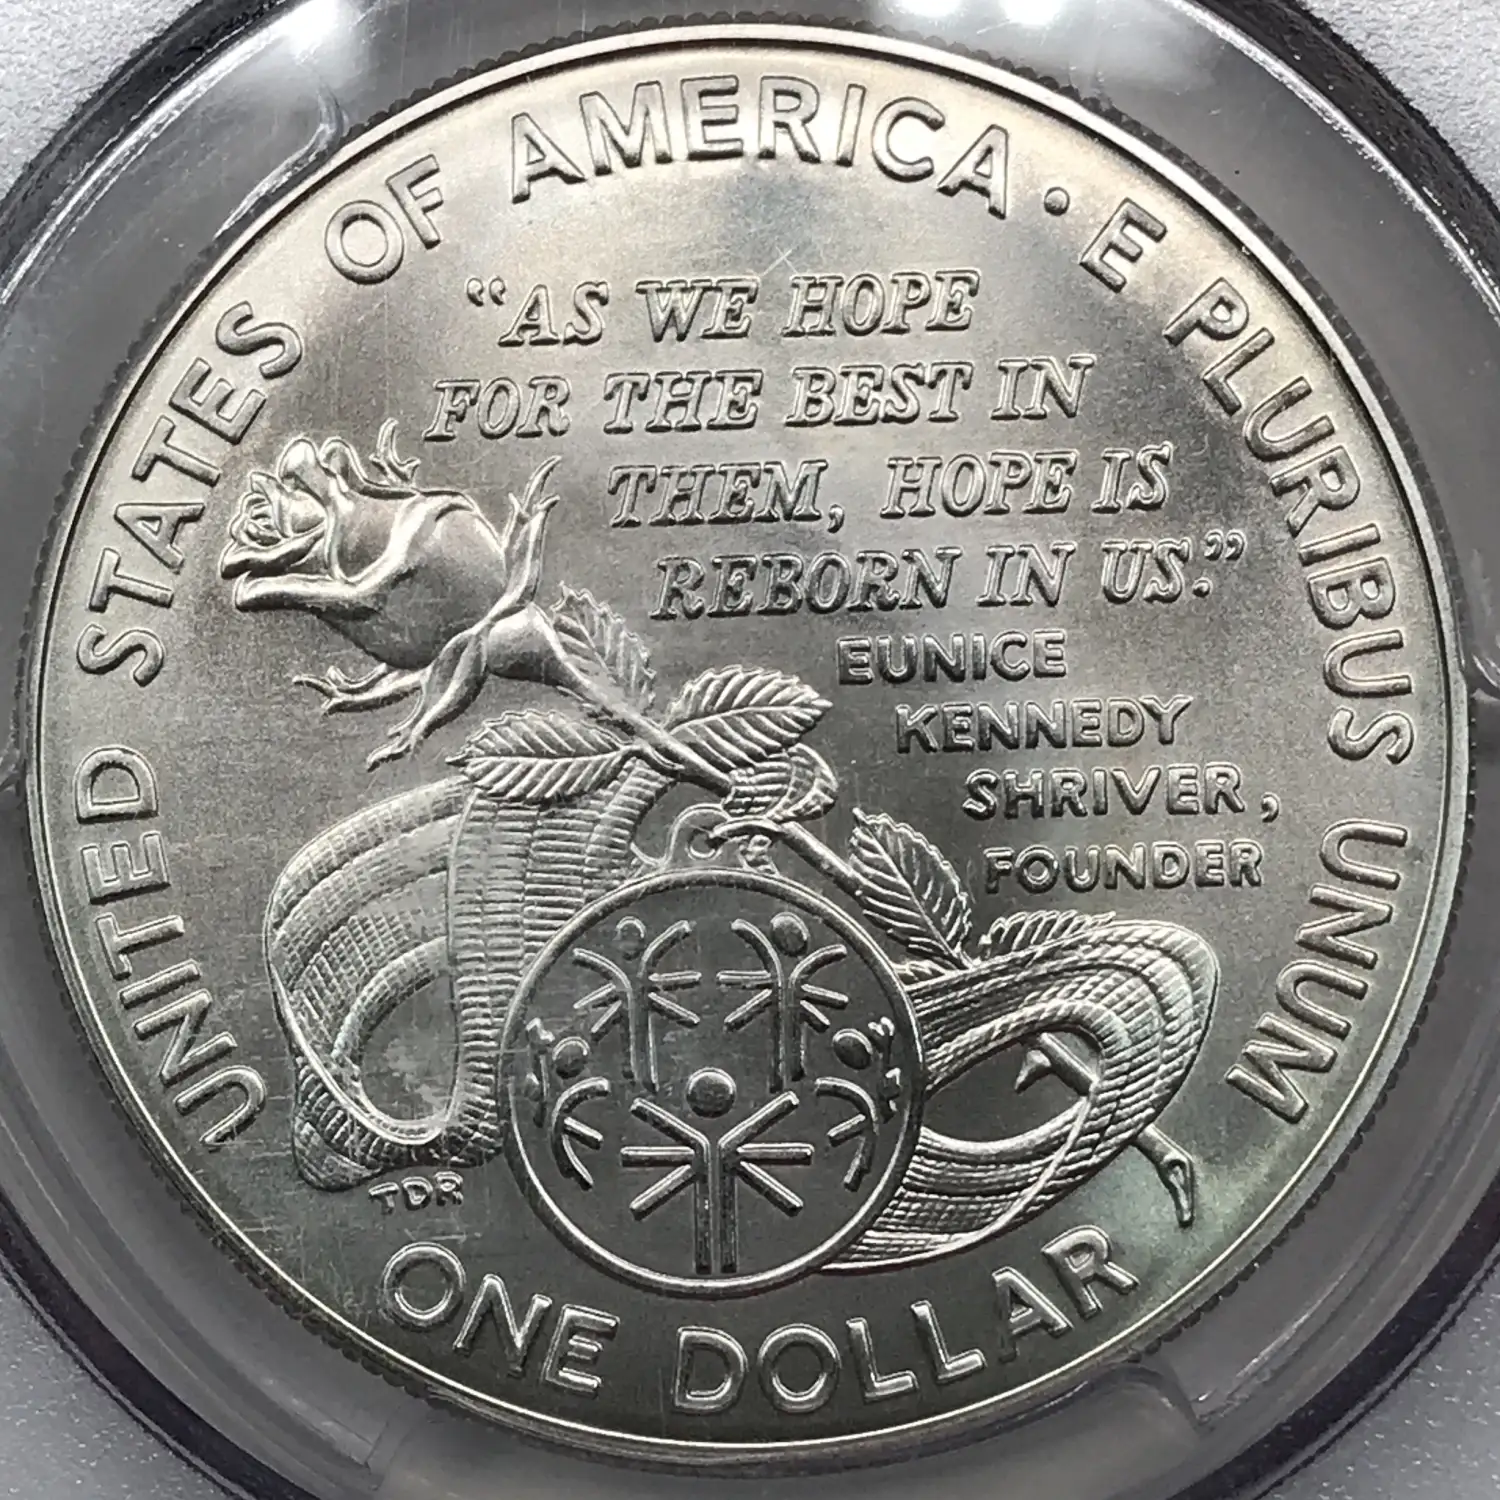 UNITED STATES OF AMERICA · E PLURIBUS UNUM
“AS WE HOPE
FOR THE BEST IN
THEM, HOPE IS
REBORN IN US.”
EUNICE
KENNEDY
SHRIVER,
FOUNDER
TDR
ONE DOLLAR